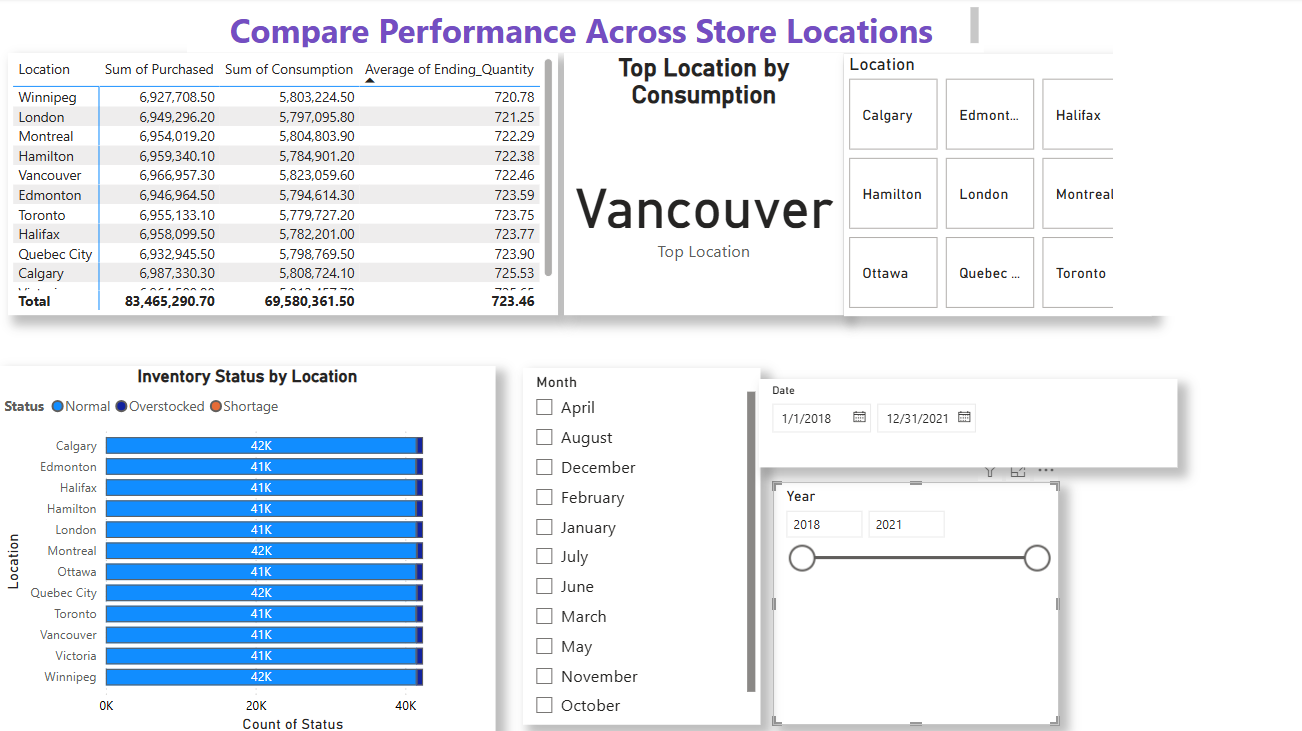 Compare Performance Across Store Locations
Location Sum of Purchased Sum of Consumption Average of Ending_Quantity
Winnipeg 6,927,708.50 5,803,224.50 720.78
London 6,949,296.20 5,797,095.80 721.25
Montreal 6,954,019.20 5,804,803.90 722.29
Hamilton 6,959,340.10 5,784,901.20 722.38
Vancouver 6,966,957.30 5,823,059.60 722.46
Edmonton 6,946,964.50 5,794,614.30 723.59
Toronto 6,955,133.10 5,779,727.20 723.75
Halifax 6,958,099.50 5,782,201.00 723.77
Quebec City 6,932,945.50 5,798,769.50 723.90
Calgary 6,987,330.30 5,808,724.10 725.53
Total 83,465,290.70 69,580,361.50 723.46
Top Location by
Consumption
Vancouver
Top Location
Location
Calgary Edmont... Halifax
Hamilton London Montreal
Ottawa Quebec ... Toronto
Inventory Status by Location
Status Normal Overstocked Shortage
Location
Calgary 42K
Edmonton 41K
Halifax 41K
Hamilton 41K
London 41K
Montreal 42K
Ottawa 41K
Quebec City 42K
Toronto 41K
Vancouver 41K
Victoria 41K
Winnipeg 42K
0K 20K 40K
Count of Status
Month
April
August
December
February
January
July
June
March
May
November
October
Date
1/1/2018 12/31/2021
Year
2018 2021